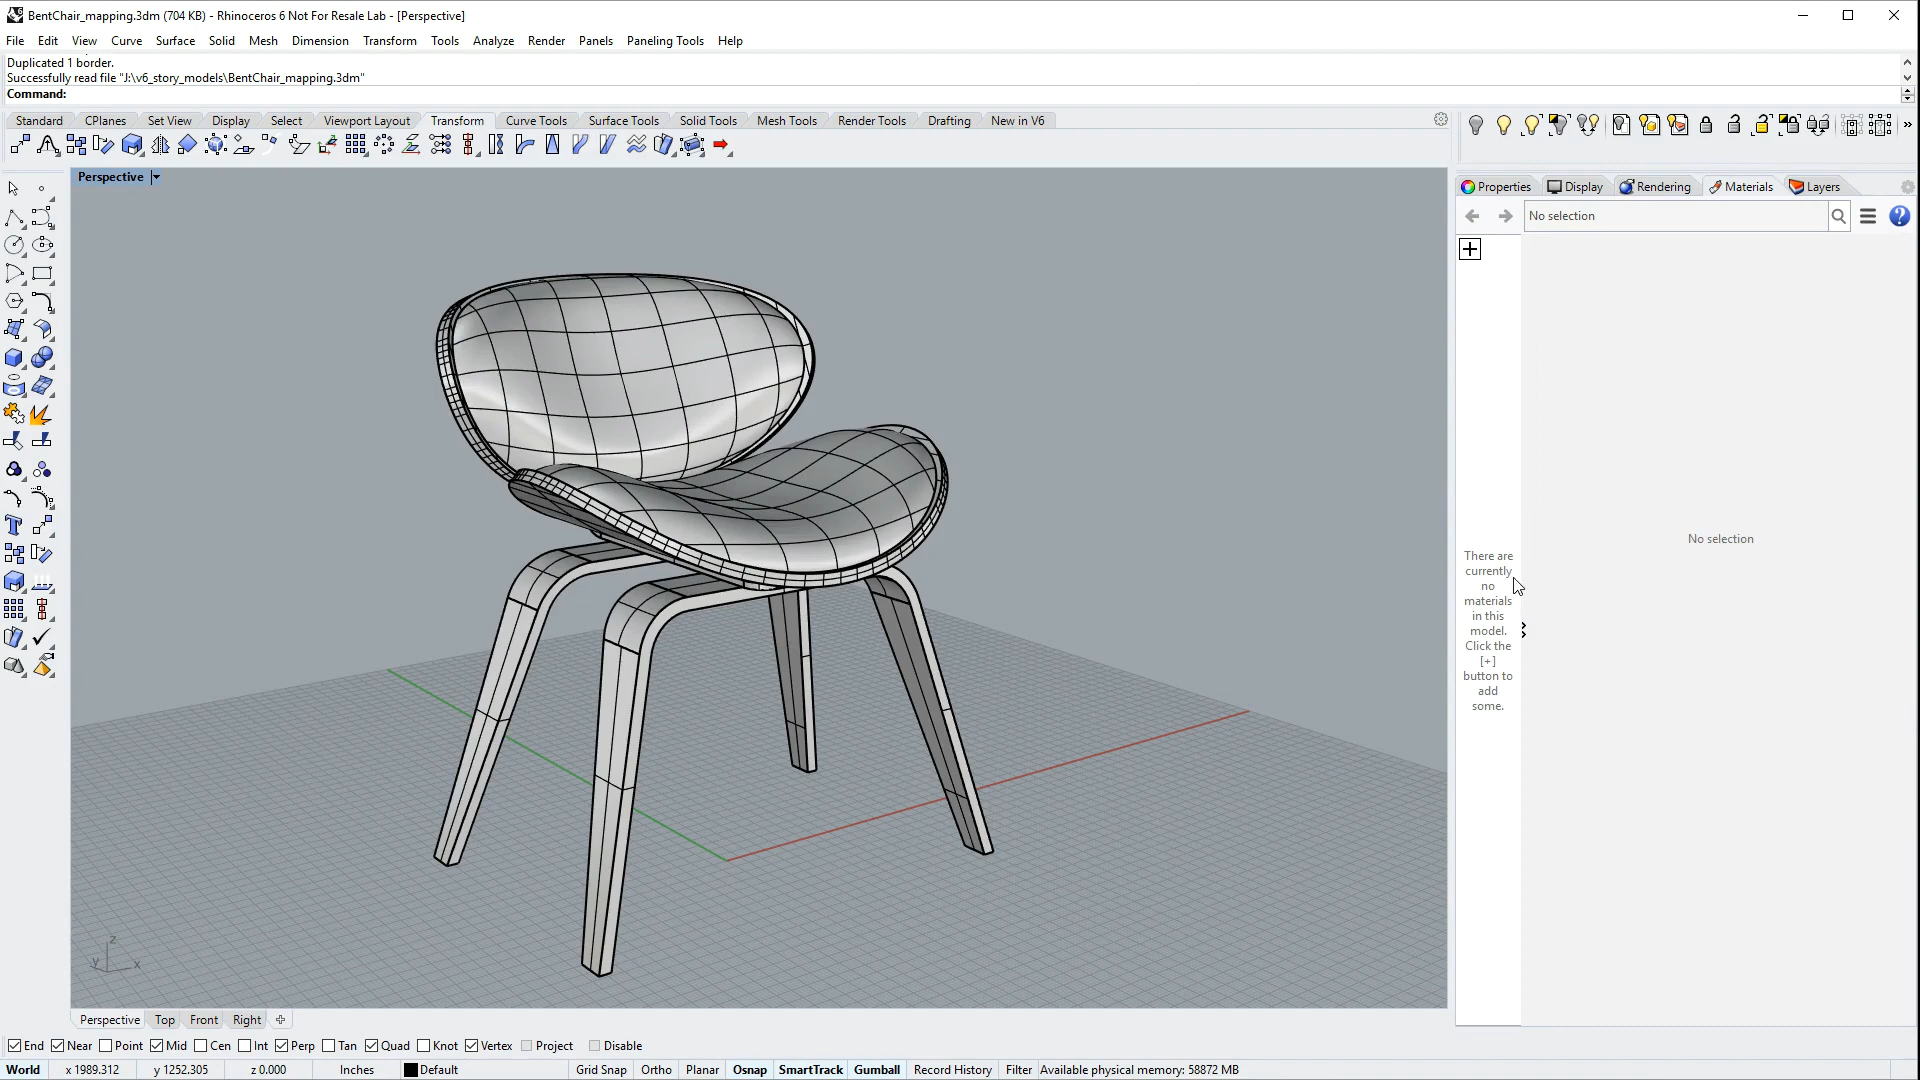 BentChair_mapping.3dm (704 KB) - Rhinoceros 6 Not For Resale Lab - [Perspective]
File Edit View Curve Surface Solid Mesh Dimension Transform Tools Analyze Render Panels Paneling Tools Help
Duplicated 1 border.
Successfully read file "J:\v6_story_models\BentChair_mapping.3dm"
Command:
Standard CPlanes Set View Display Select Viewport Layout Transform Curve Tools Surface Tools Solid Tools Mesh Tools Render Tools Drafting New in V6
Perspective
Properties Display Rendering Materials Layers
No selection
No selection
There are
currently
no
materials
in this
model.
Click the
[+]
button to
add
some.
z
y x
Perspective Top Front Right
End Near Point Mid Cen Int Perp Tan Quad Knot Vertex Project Disable
World x 1989.312 y 1252.305 z 0.000 Inches Default Grid Snap Ortho Planar Osnap SmartTrack Gumball Record History Filter Available physical memory: 58872 MB